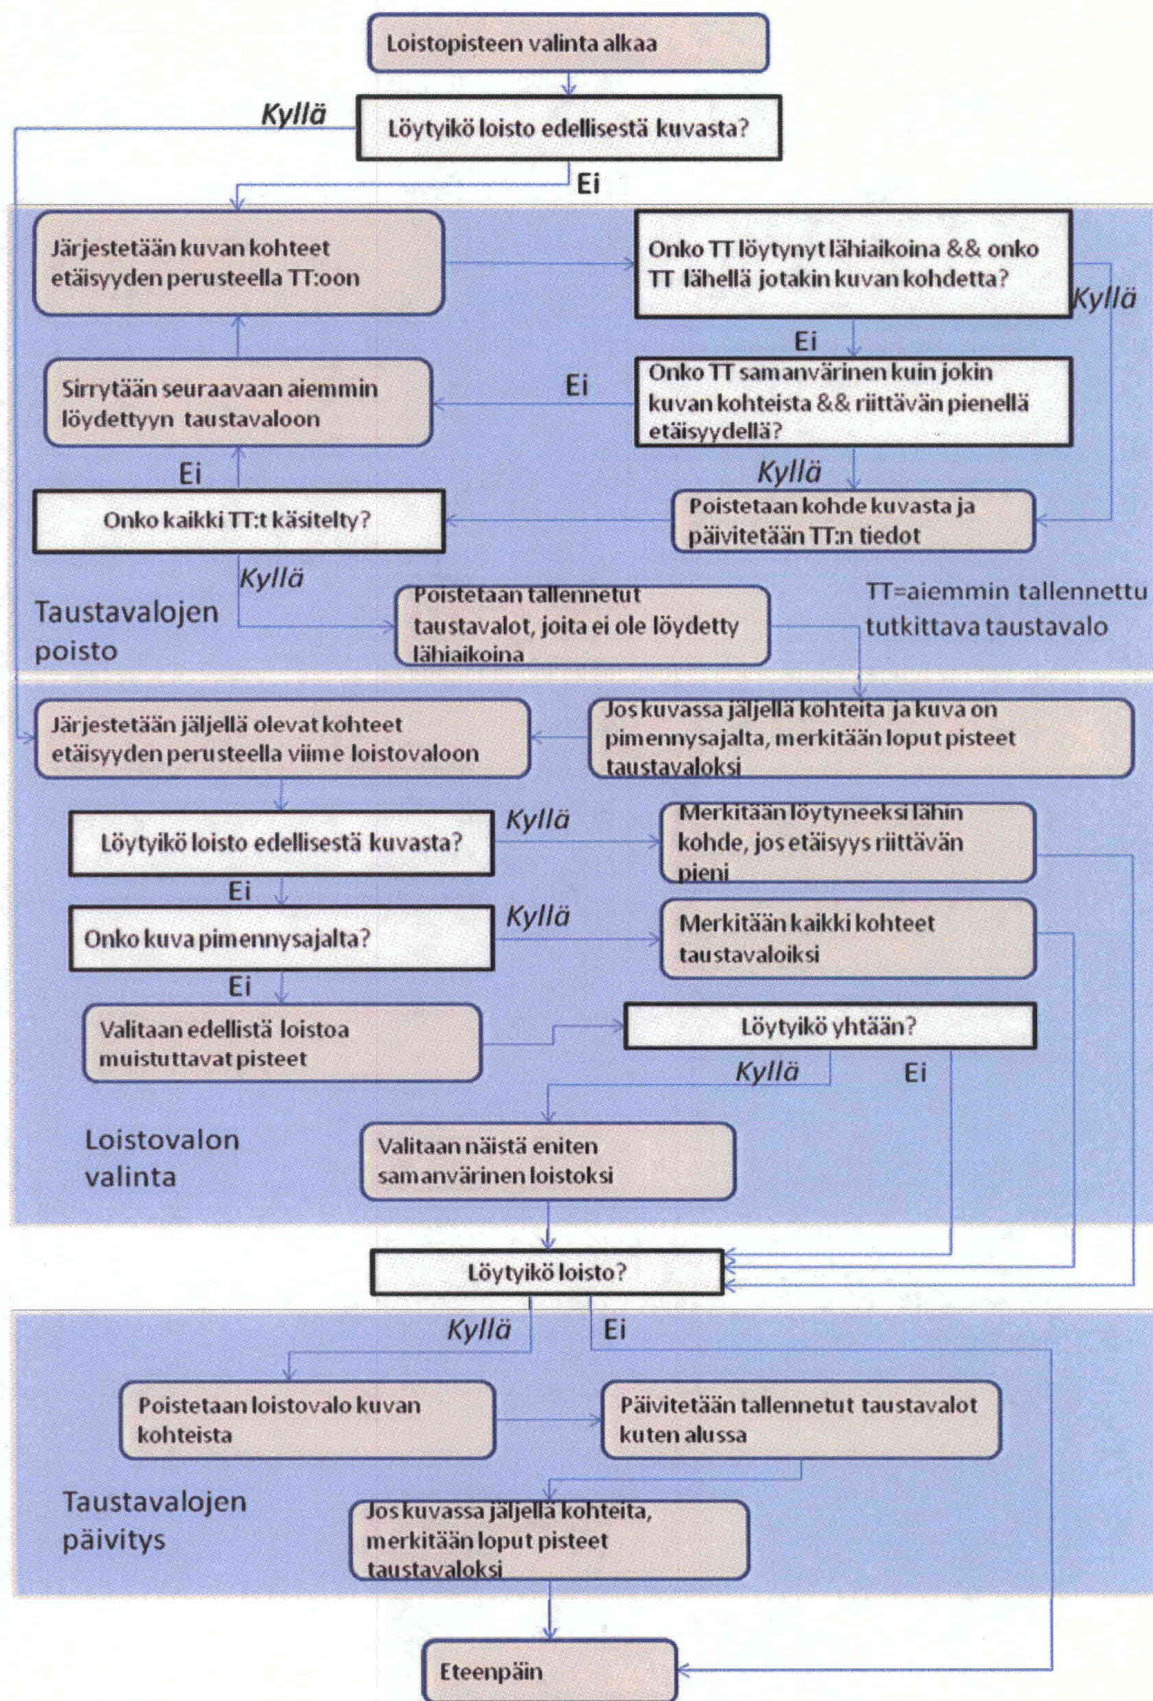 Loistopisteen valinta alkaa
Kyllä
Löytyikö loisto edellisestä kuvasta?
Ei
Järjestetään kuvan kohteet
etäisyyden perusteella TT:oon
Onko TT löytynyt lähiaikoina && onko
TT lähellä jotakin kuvan kohdetta?
Kyllä
Ei
Sirrytään seuraavaan aiemmin
löydettyyn taustavaloon
Ei
Onko TT samanvärinen kuin jokin
kuvan kohteista && riittävän pienellä
etäisyydellä?
Ei
Kyllä
Onko kaikki TT:t käsitelty?
Poistetaan kohde kuvasta ja
päivitetään TT:n tiedot
Kyllä
Taustavalojen
poisto
Poistetaan tallennetut
taustavalot, joita ei ole löydetty
lähiaikoina
TT=aiemmin tallennettu
tutkittava taustavalo
Järjestetään jäljellä olevat kohteet
etäisyyden perusteella viime loistovaloon
Jos kuvassa jäljellä kohteita ja kuva on
pimennysajalta, merkitään loput pisteet
taustavaloksi
Löytyikö loisto edellisestä kuvasta?
Kyllä
Merkitään löytyneeksi lähin
kohde, jos etäisyys riittävän
pieni
Ei
Onko kuva pimennysajalta?
Kyllä
Merkitään kaikki kohteet
taustavaloiksi
Ei
Valitaan edellistä loistoa
muistuttavat pisteet
Löytyikö yhtään?
Kyllä
Ei
Loistovalon
valinta
Valitaan näistä eniten
samanvärinen loistoksi
Löytyikö loisto?
Kyllä
Ei
Poistetaan loistovalo kuvan
kohteista
Päivitetään tallennetut taustavalot
kuten alussa
Taustavalojen
päivitys
Jos kuvassa jäljellä kohteita,
merkitään loput pisteet
taustavaloksi
Eteenpäin